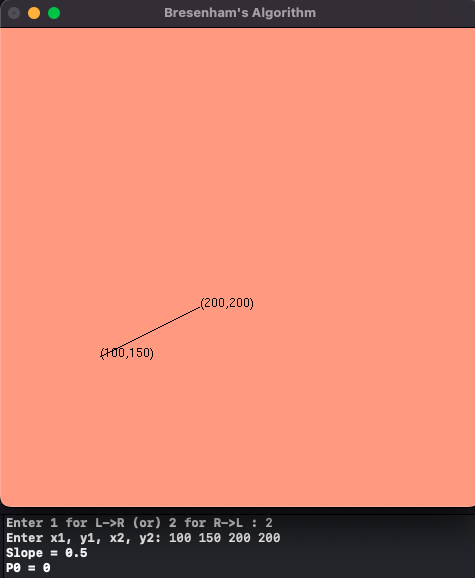 Bresenham's Algorithm
(200,200)
(100,150)
Enter 1 for L->R (or) 2 for R->L : 2
Enter x1, y1, x2, y2: 100 150 200 200
Slope = 0.5
P0 = 0